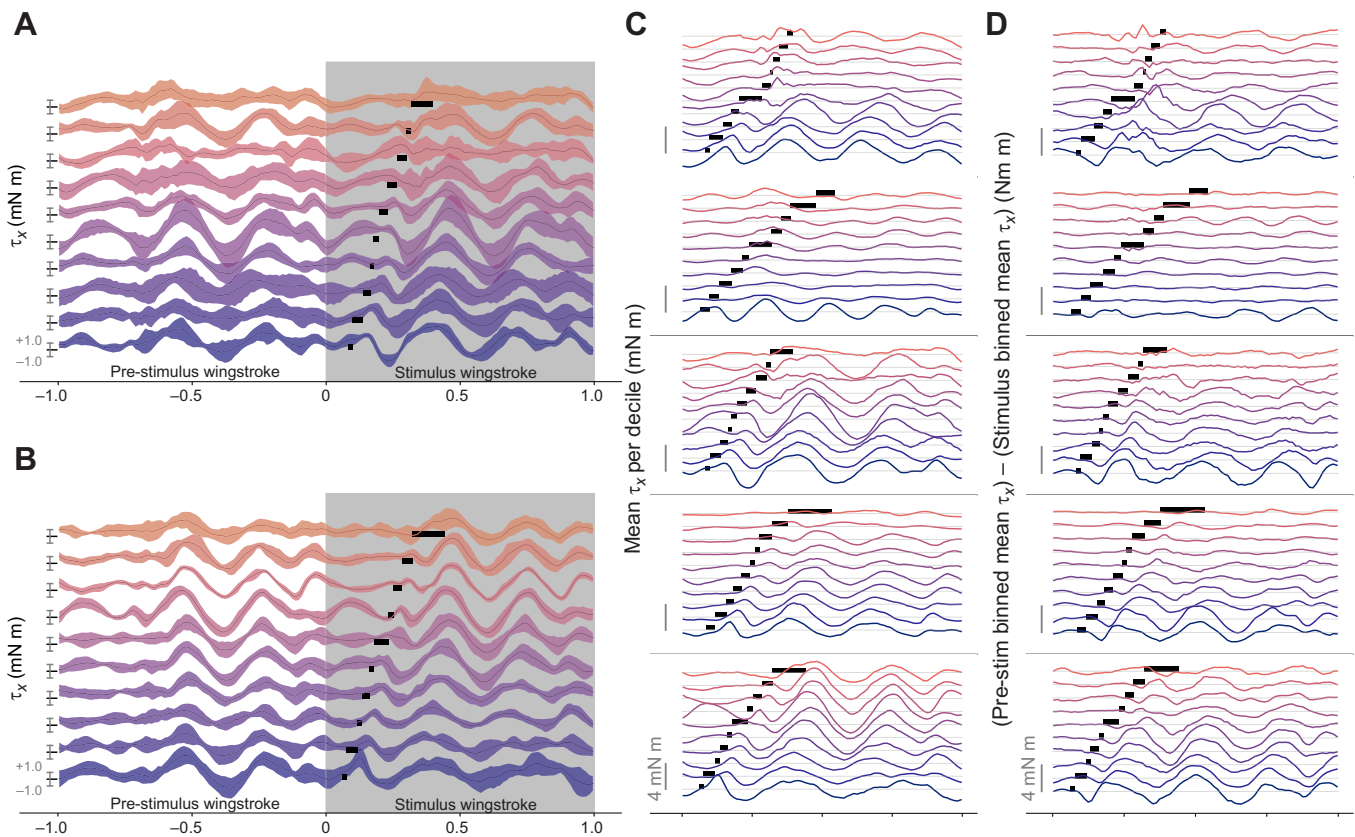 A
τx (mN m)
+1.0
–1.0
Pre-stimulus wingstroke
Stimulus wingstroke
–1.0
–0.5
0
0.5
1.0
B
τx (mN m)
+1.0
–1.0
Pre-stimulus wingstroke
Stimulus wingstroke
–1.0
–0.5
0
0.5
1.0
C
Mean τx per decile (mN m)
4 mN m
D
(Pre-stim binned mean τx) – (Stimulus binned mean τx) (Nm m)
4 mN m